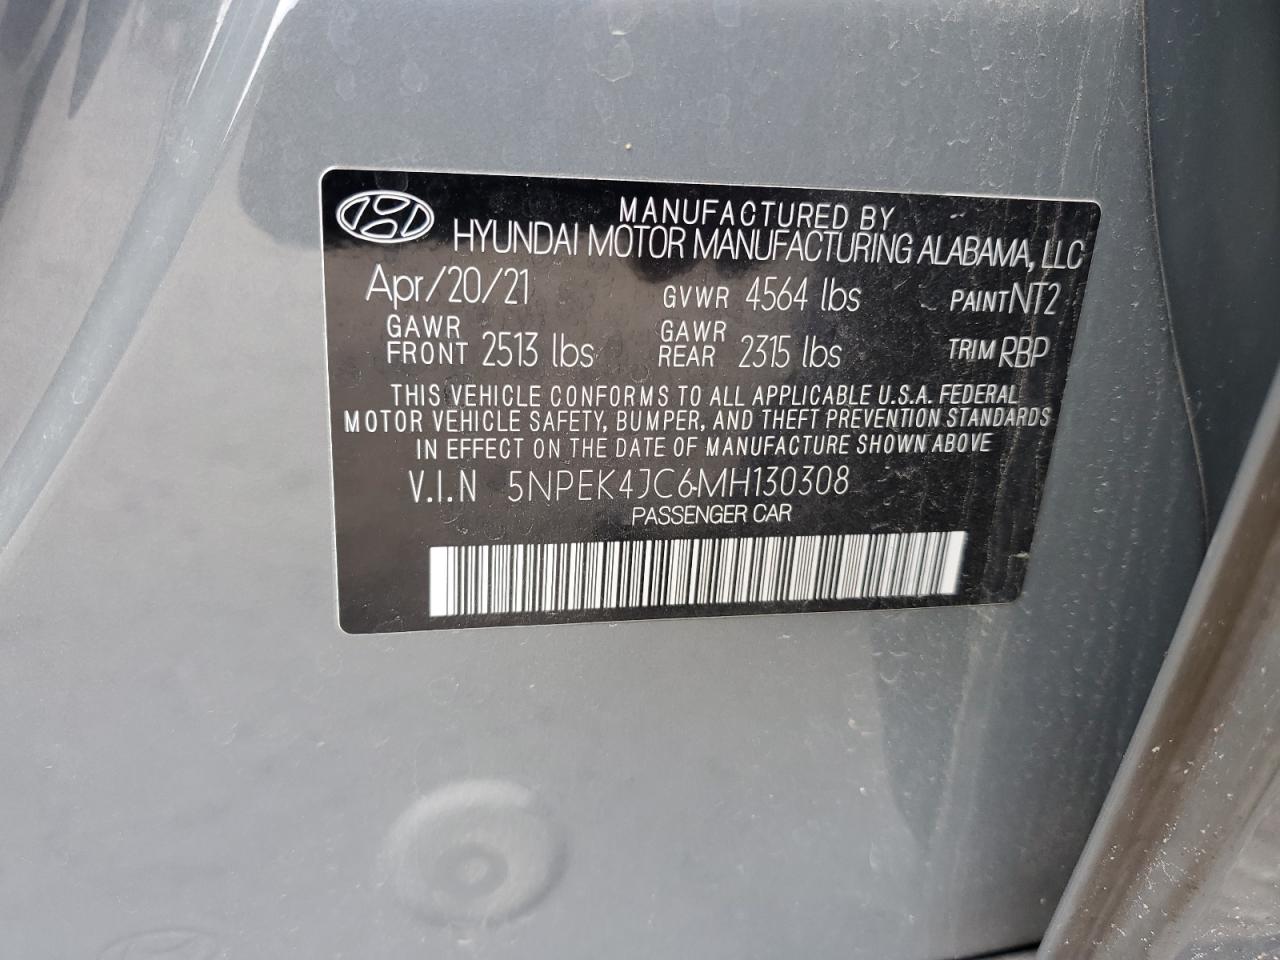 MANUFACTURED BY
HYUNDAI MOTOR MANUFACTURING ALABAMA, LLC
Apr/20/21 GVWR 4564 lbs PAINT NT2
GAWR FRONT 2513 lbs GAWR REAR 2315 lbs TRIM RBP
THIS VEHICLE CONFORMS TO ALL APPLICABLE U.S.A. FEDERAL
MOTOR VEHICLE SAFETY, BUMPER, AND THEFT PREVENTION STANDARDS
IN EFFECT ON THE DATE OF MANUFACTURE SHOWN ABOVE
V.I.N 5NPEK4JC6MH130308
PASSENGER CAR